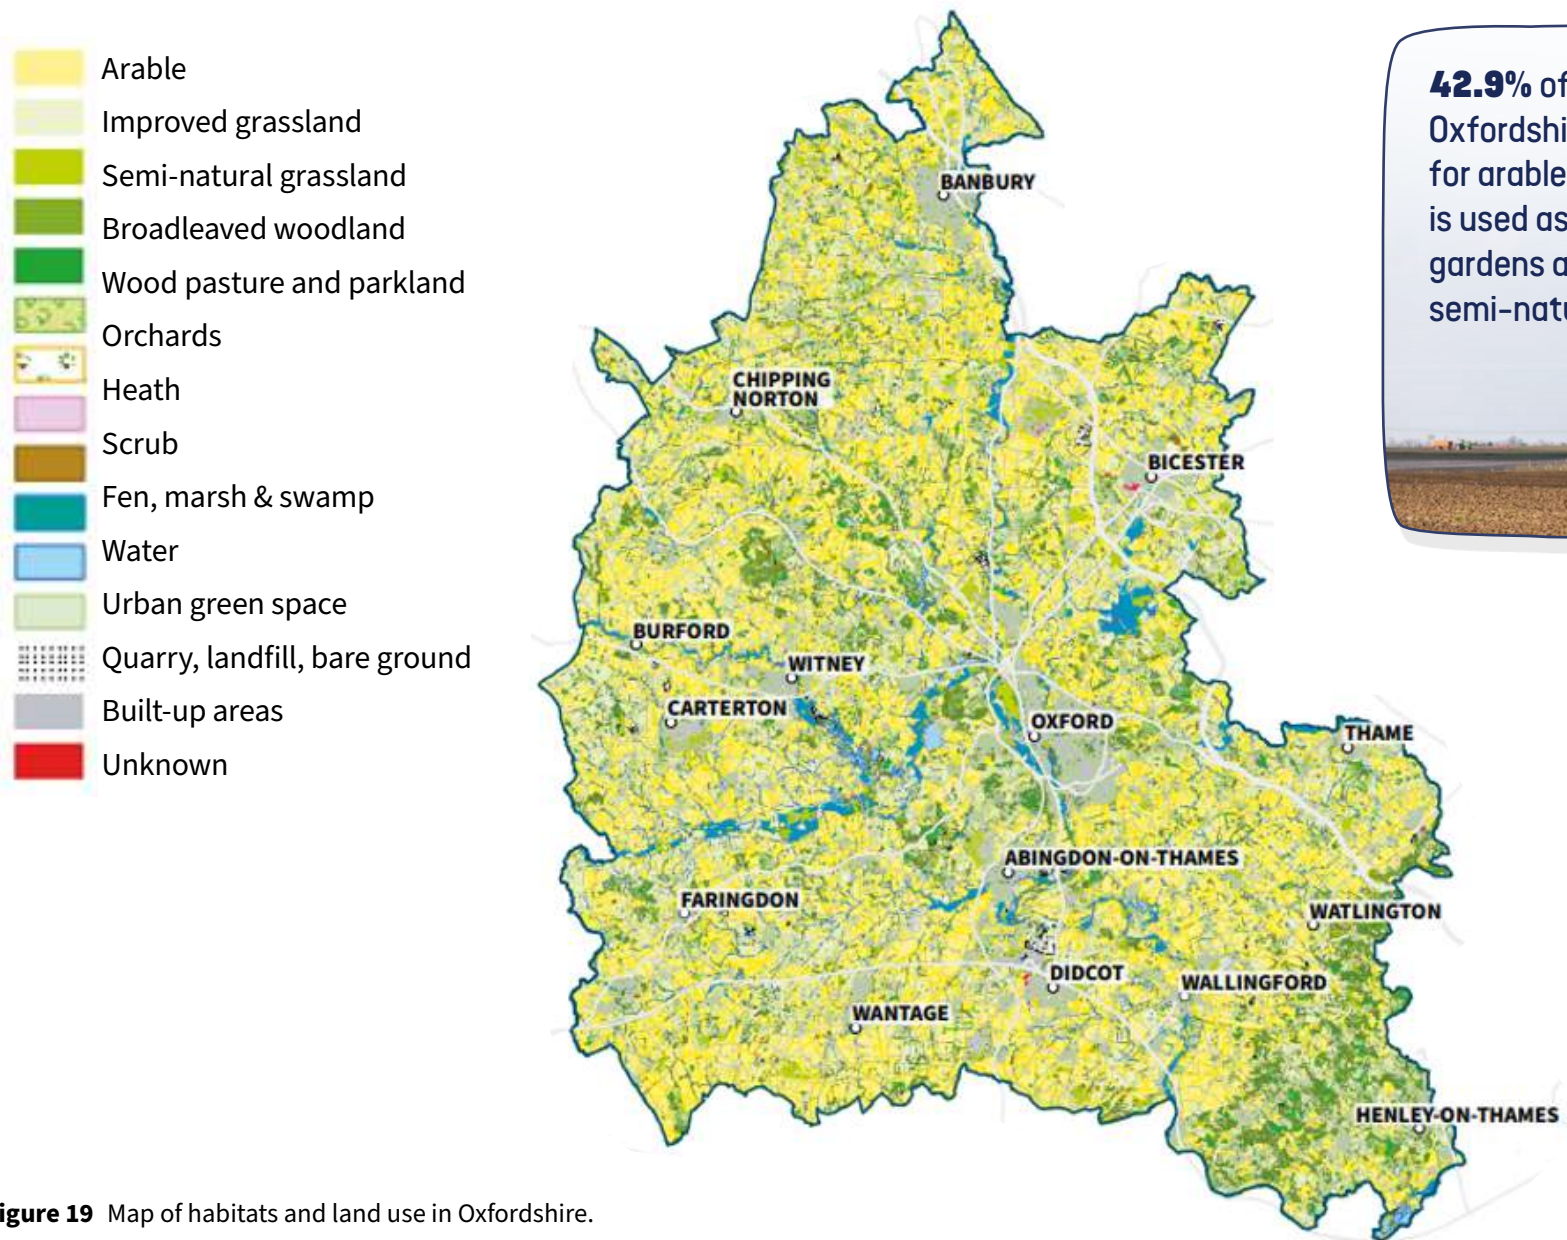 Arable
Improved grassland
Semi-natural grassland
Broadleaved woodland
Wood pasture and parkland
Orchards
Heath
Scrub
Fen, marsh & swamp
Water
Urban green space
Quarry, landfill, bare ground
Built-up areas
Unknown
BANBURY
CHIPPING
NORTON
BICESTER
BURFORD
WITNEY
CARTERTON
OXFORD
THAME
ABINGDON-ON-THAMES
FARINGDON
WATLINGTON
DIDCOT
WALLINGFORD
WANTAGE
HENLEY-ON-THAMES
42.9% of
Oxfordshi
for arable
is used as
gardens a
semi-natu
igure 19 Map of habitats and land use in Oxfordshire.